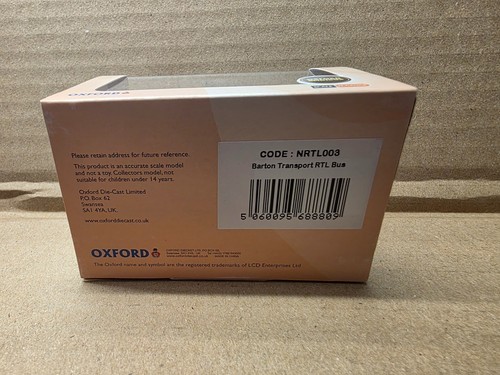 OXFORD
Please retain address for future reference.
This product is an accurate scale model
and not a toy. Collectors model, not
suitable for children under 14 years.
Oxford Die-Cast Limited
P.O. Box 62
Swansea
SA1 4YA, UK.
www.oxforddiecast.co.uk
CODE : NRTL003
Barton Transport RTL Bus
5 060095 688809
OXFORD
The Oxford name and symbol are the registered trademarks of LCD Enterprises Ltd